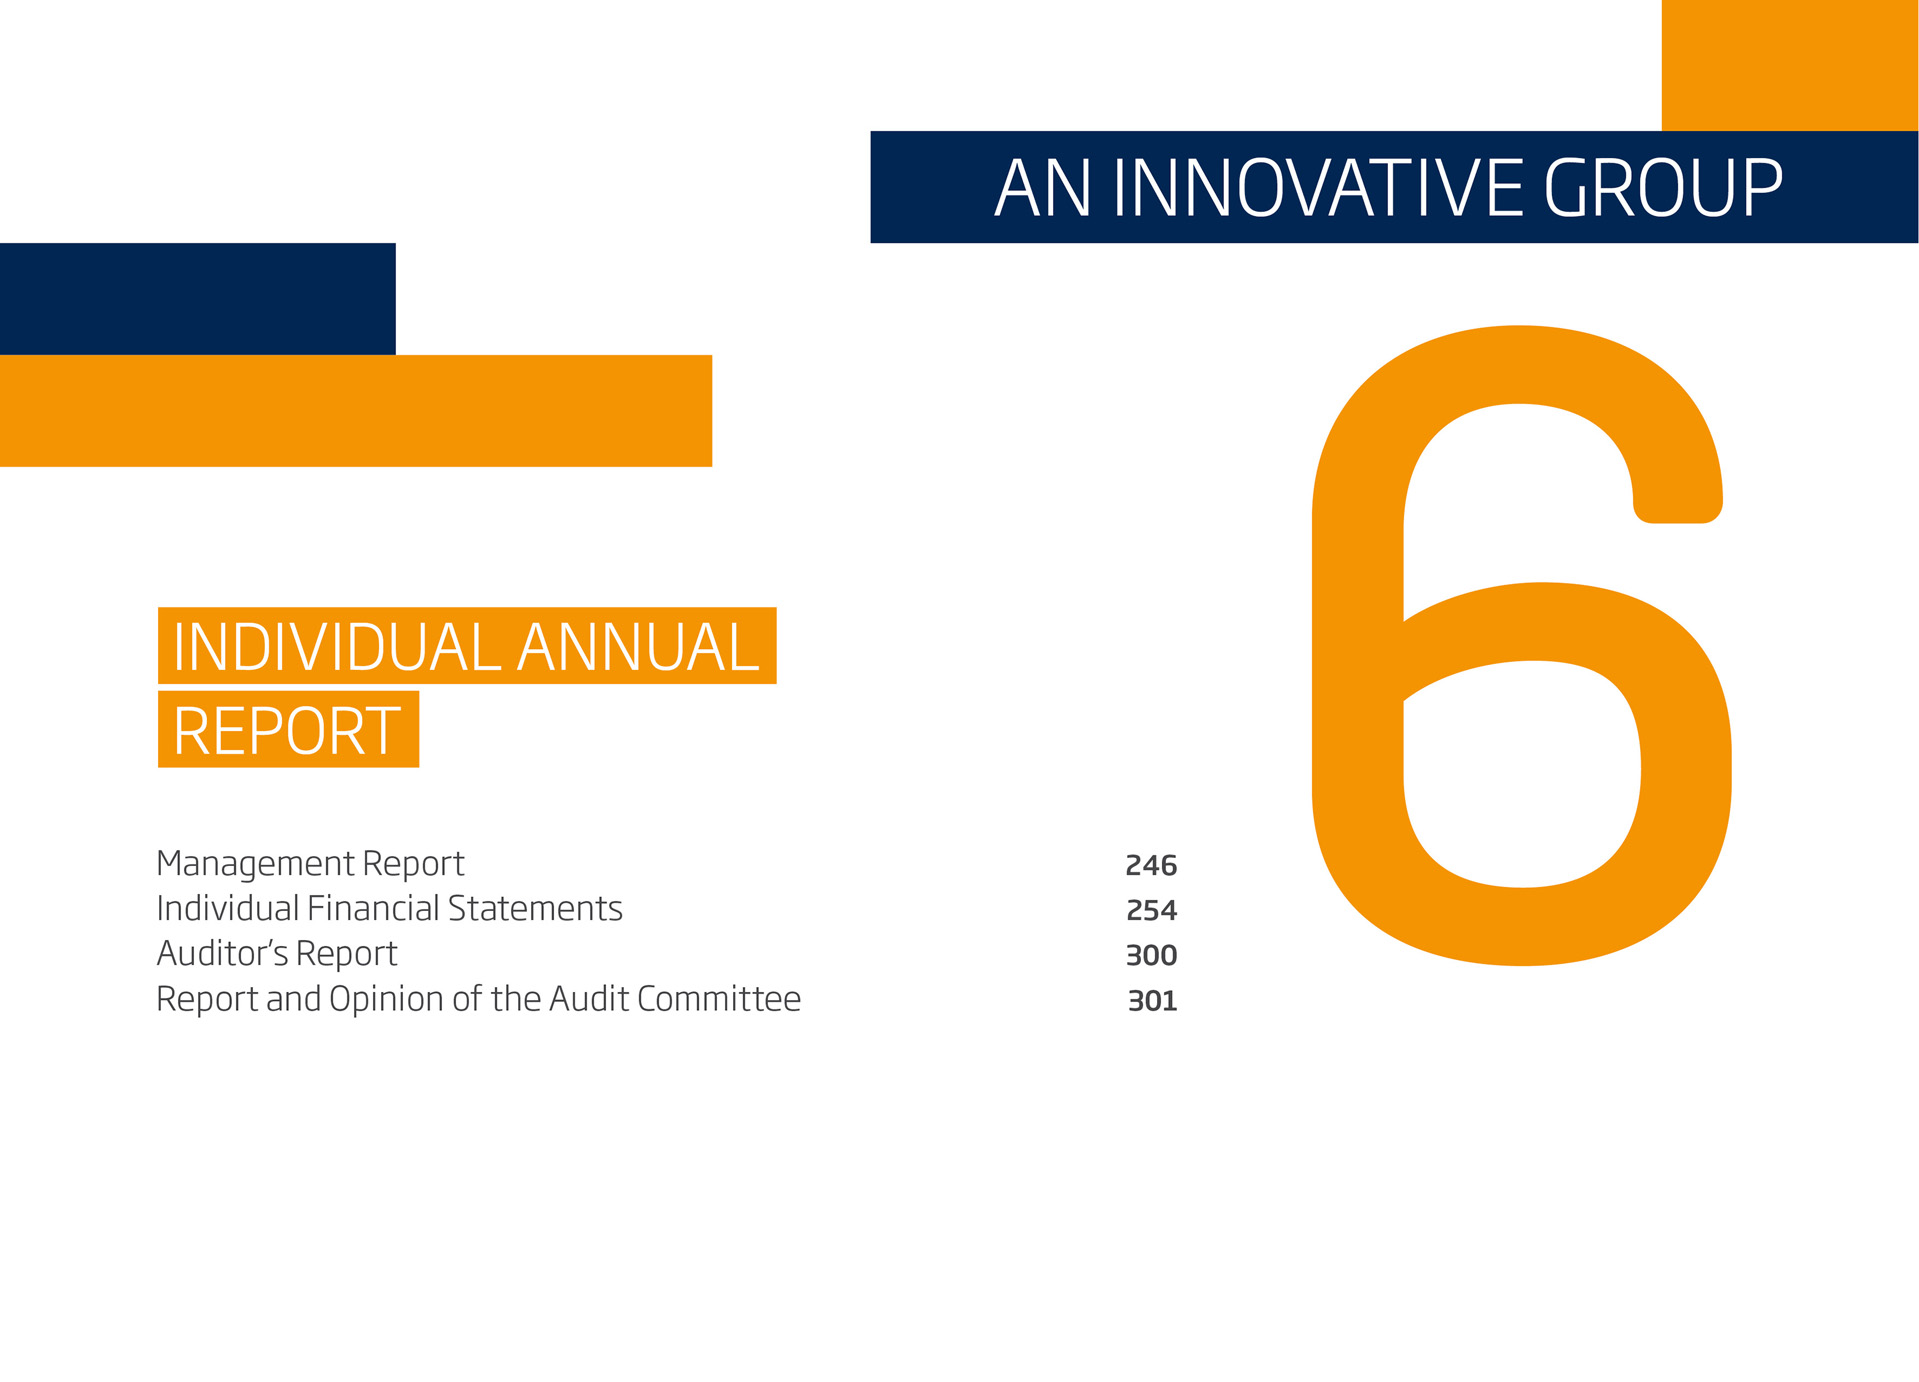 AN INNOVATIVE GROUP
6
INDIVIDUAL ANNUAL
REPORT
Management Report 246
Individual Financial Statements 254
Auditor’s Report 300
Report and Opinion of the Audit Committee 301